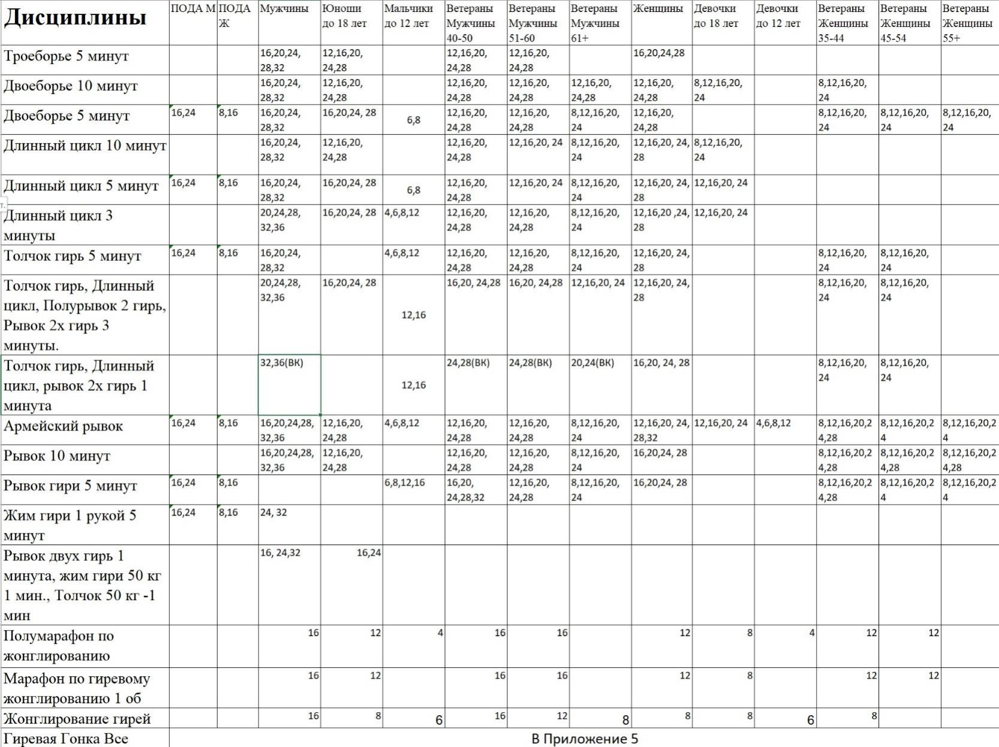 Дисциплины ПОДА М ПОДА Ж Мужчины Юноши до 18 лет Мальчики до 12 лет Ветераны Мужчины 40-50 Ветераны Мужчины 51-60 Ветераны Мужчины 61+ Женщины Девочки до 18 лет Девочки до 12 лет Ветераны Женщины 35-44 Ветераны Женщины 45-54 Ветераны Женщины 55+
Троеборье 5 минут 16,20,24, 28,32 12,16,20, 24,28 12,16,20, 24,28 12,16,20, 24,28 16,20,24,28
Двоеборье 10 минут 16,20,24, 28,32 12,16,20, 24,28 12,16,20, 24,28 12,16,20, 24,28 12,16,20, 24,28 12,16,20, 24,28 8,12,16,20, 24 8,12,16,20, 24
Двоеборье 5 минут 16,24 8,16 16,20,24, 28,32 16,20,24, 28 6,8 12,16,20, 24,28 12,16,20, 24,28 8,12,16,20, 24 12,16,20, 24,28 8,12,16,20, 24 8,12,16,20, 24 8,12,16,20, 24
Длинный цикл 10 минут 16,20,24, 28,32 12,16,20, 24,28 12,16,20, 24,28 12,16,20, 24 8,12,16,20, 24 12,16,20, 24, 28 8,12,16,20, 24
Длинный цикл 5 минут 16,24 8,16 16,20,24, 28,32 16,20,24, 28 6,8 12,16,20, 24,28 12,16,20, 24 8,12,16,20, 24 12,16,20, 24, 28 12,16,20, 24
т.
Длинный цикл 3 минуты 20,24,28, 32,36 16,20,24, 28 4,6,8,12 12,16,20, 24,28 12,16,20, 24,28 8,12,16,20, 24 12,16,20 ,24, 28 12,16,20, 24
Толчок гирь 5 минут 16,24 8,16 16,20,24, 28,32 4,6,8,12 12,16,20, 24,28 12,16,20, 24,28 8,12,16,20, 24 12,16,20, 24, 28 8,12,16,20, 24 8,12,16,20, 24
Толчок гирь, Длинный цикл, Полурывок 2 гирь, Рывок 2х гирь 3 минуты. 20,24,28, 32,36 16,20,24, 28 12,16 16,20, 24,28 16,20, 24,28 12,16,20, 24 12,16,20, 24, 28 8,12,16,20, 24 8,12,16,20, 24
Толчок гирь, Длинный цикл, рывок 2х гирь 1 минута 32,36(ВК) 12,16 24,28(ВК) 24,28(ВК) 20,24(ВК) 16,20, 24, 28 8,12,16,20, 24 8,12,16,20, 24
Армейский рывок 16,24 8,16 16,20,24,28, 32,36 12,16,20, 24,28 4,6,8,12 12,16,20, 24,28 12,16,20, 24,28 8,12,16,20, 24 12,16,20, 24, 28,32 12,16,20, 24 4,6,8,12 8,12,16,20,2 4,28 8,12,16,20,2 4 8,12,16,20,2 4
Рывок 10 минут 16,20,24,28, 32,36 12,16,20, 24,28 12,16,20, 24,28 12,16,20, 24,28 8,12,16,20, 24 16,20,24, 28 8,12,16,20,2 4,28 8,12,16,20,2 4,28 8,12,16,20,2 4,28
Рывок гири 5 минут 16,24 8,16 6,8,12,16 16,20, 24,28,32 12,16,20, 24,28 8,12,16,20, 24 16,20,24, 28 8,12,16,20,2 4,28 8,12,16,20,2 4 8,12,16,20,2 4
Жим гири 1 рукой 5 минут 16,24 8,16 24, 32
Рывок двух гирь 1 минута, жим гири 50 кг 1 мин., Толчок 50 кг -1 мин 16, 24,32 16,24
Полумарафон по жонглированию 16 12 4 16 16 12 8 4 12 12
Марафон по гиревому жонглированию 1 об 16 12 16 16 12 8 12 12
Жонглирование гирей 16 8 6 16 12 8 8 8 6 8
Гиревая Гонка Все В Приложение 5